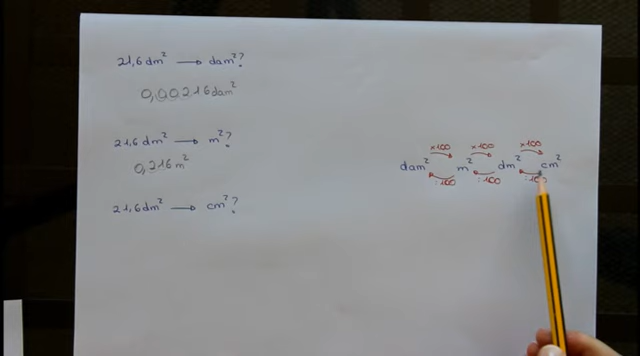 21,6 dm² → dam²?
0,00216 dam²
21,6 dm² → m²?
0,216 m²
21,6 dm² → cm²?
×100 ×100 ×100
dam² m² dm² cm²
:100 :100 :100